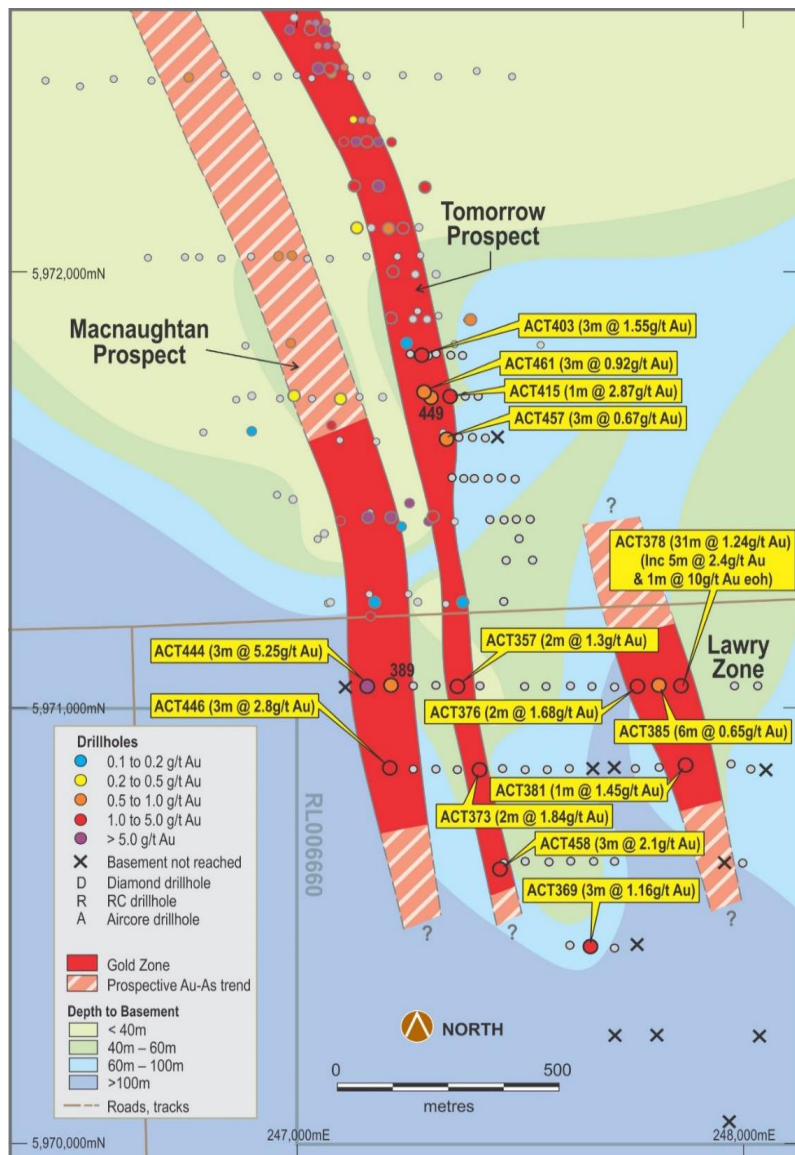 Tomorrow
Prospect
5,972,000mN
Macnaughtan
Prospect
ACT403 (3m @ 1.55g/t Au)
ACT461 (3m @ 0.92g/t Au)
ACT415 (1m @ 2.87g/t Au)
449
ACT457 (3m @ 0.67g/t Au)
?
ACT378 (31m @ 1.24g/t Au)
(Inc 5m @ 2.4g/t Au
& 1m @ 10g/t Au eoh)
ACT444 (3m @ 5.25g/t Au)
389
ACT357 (2m @ 1.3g/t Au)
Lawry
Zone
5,971,000mN
ACT446 (3m @ 2.8g/t Au)
ACT376 (2m @ 1.68g/t Au)
ACT385 (6m @ 0.65g/t Au)
ACT381 (1m @ 1.45g/t Au)
ACT373 (2m @ 1.84g/t Au)
ACT458 (3m @ 2.1g/t Au)
ACT369 (3m @ 1.16g/t Au)
?
?
?
RL006660
Drillholes
0.1 to 0.2 g/t Au
0.2 to 0.5 g/t Au
0.5 to 1.0 g/t Au
1.0 to 5.0 g/t Au
> 5.0 g/t Au
Basement not reached
D Diamond drillhole
R RC drillhole
A Aircore drillhole
Gold Zone
Prospective Au-As trend
Depth to Basement
< 40m
40m – 60m
60m – 100m
>100m
Roads, tracks
NORTH
0 500
metres
5,970,000mN
247,000mE
248,000mE